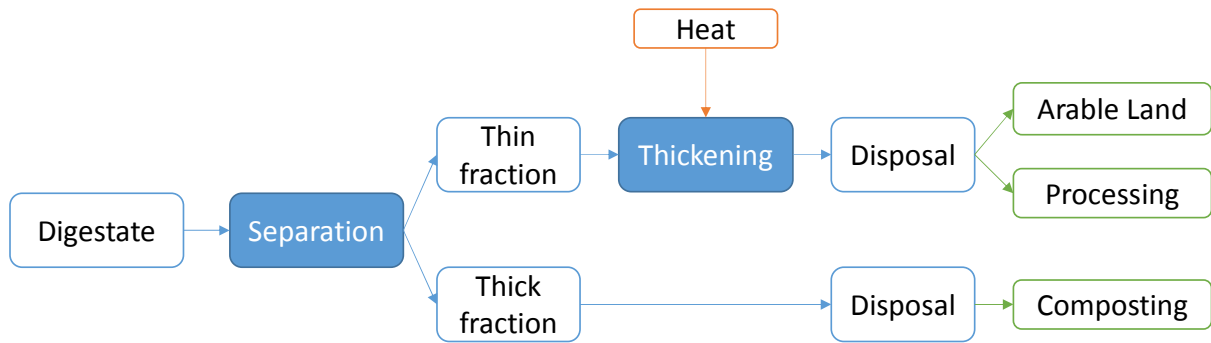 Heat
Arable Land
Thin
fraction
Thickening
Disposal
Processing
Digestate
Separation
Thick
fraction
Disposal
Composting